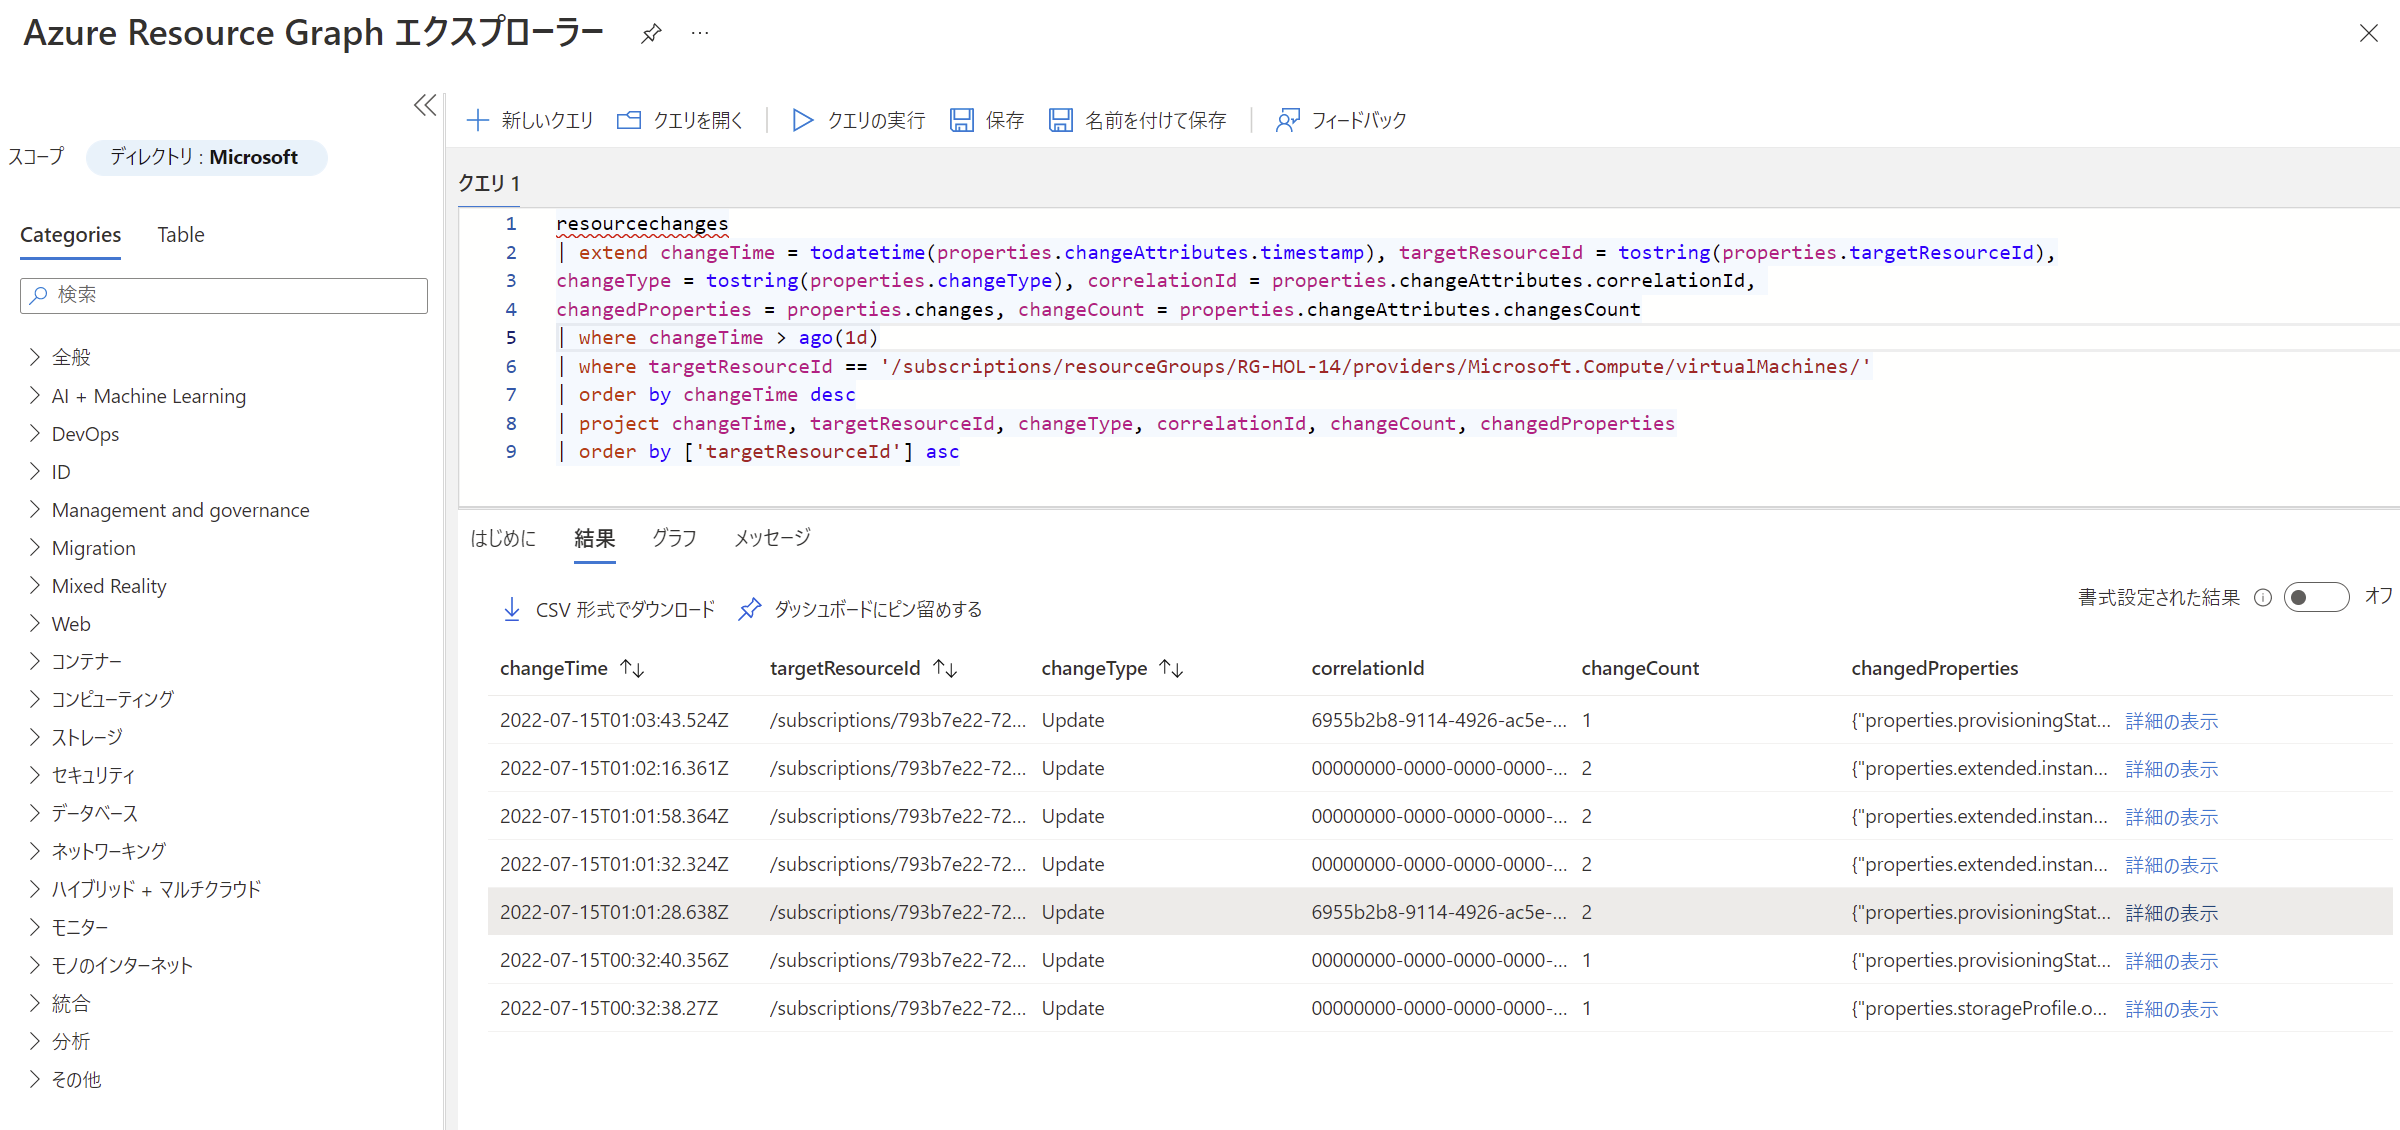 Azure Resource Graph エクスプローラー
スコープ ディレクトリ : Microsoft
Categories Table
検索
全般
AI + Machine Learning
DevOps
ID
Management and governance
Migration
Mixed Reality
Web
コンテナー
コンピューティング
ストレージ
セキュリティ
データベース
ネットワーキング
ハイブリッド + マルチクラウド
モニター
モノのインターネット
統合
分析
その他
新しいクエリ クエリを開く クエリの実行 保存 名前を付けて保存 フィードバック
クエリ 1
1 resourcechanges
2 | extend changeTime = todatetime(properties.changeAttributes.timestamp), targetResourceId = tostring(properties.targetResourceId),
3 changeType = tostring(properties.changeType), correlationId = properties.changeAttributes.correlationId,
4 changedProperties = properties.changes, changeCount = properties.changeAttributes.changesCount
5 | where changeTime > ago(1d)
6 | where targetResourceId == '/subscriptions/resourceGroups/RG-HOL-14/providers/Microsoft.Compute/virtualMachines/'
7 | order by changeTime desc
8 | project changeTime, targetResourceId, changeType, correlationId, changeCount, changedProperties
9 | order by ['targetResourceId'] asc
はじめに 結果 グラフ メッセージ
CSV 形式でダウンロード ダッシュボードにピン留めする 書式設定された結果 オフ
changeTime targetResourceId changeType correlationId changeCount changedProperties
2022-07-15T01:03:43.524Z /subscriptions/793b7e22-72... Update 6955b2b8-9114-4926-ac5e-... 1 {"properties.provisioningStat... 詳細の表示
2022-07-15T01:02:16.361Z /subscriptions/793b7e22-72... Update 00000000-0000-0000-0000-... 2 {"properties.extended.instan... 詳細の表示
2022-07-15T01:01:58.364Z /subscriptions/793b7e22-72... Update 00000000-0000-0000-0000-... 2 {"properties.extended.instan... 詳細の表示
2022-07-15T01:01:32.324Z /subscriptions/793b7e22-72... Update 00000000-0000-0000-0000-... 2 {"properties.extended.instan... 詳細の表示
2022-07-15T01:01:28.638Z /subscriptions/793b7e22-72... Update 6955b2b8-9114-4926-ac5e-... 2 {"properties.provisioningStat... 詳細の表示
2022-07-15T00:32:40.356Z /subscriptions/793b7e22-72... Update 00000000-0000-0000-0000-... 1 {"properties.provisioningStat... 詳細の表示
2022-07-15T00:32:38.27Z /subscriptions/793b7e22-72... Update 00000000-0000-0000-0000-... 1 {"properties.storageProfile.o... 詳細の表示